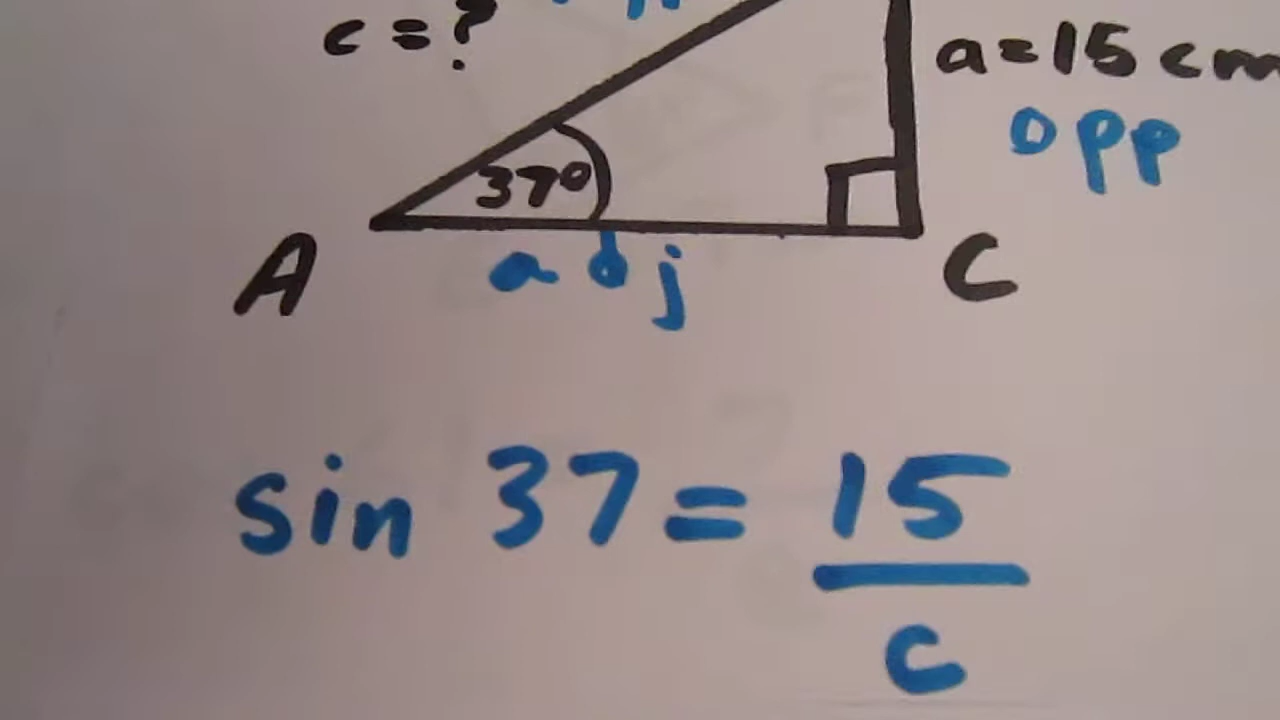 c = ?
a=15 cm
opp
37°
A
adj
C
sin 37 = 15
c